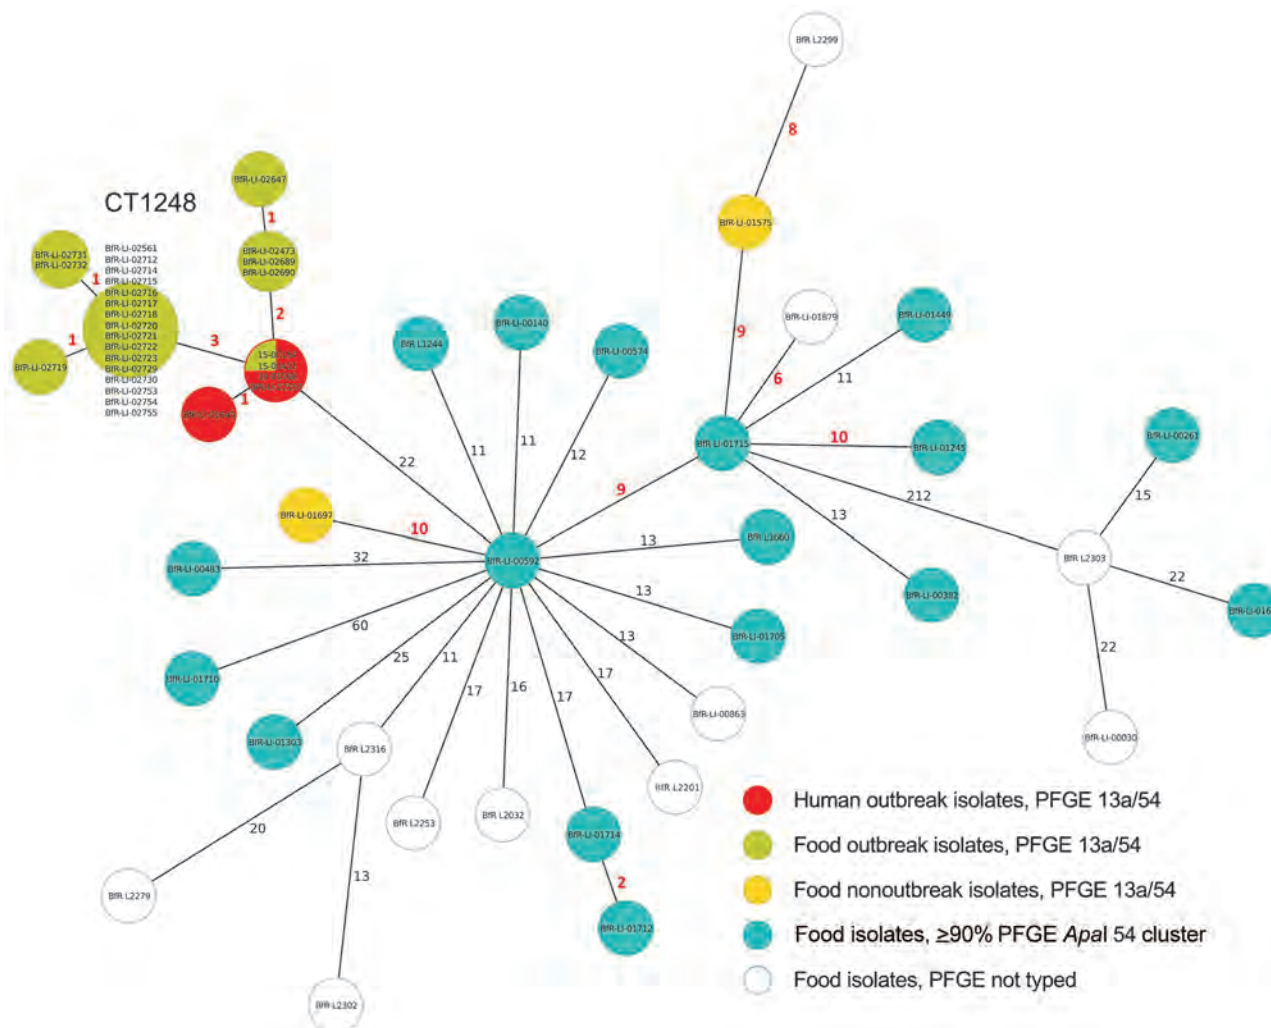 BfR L2299
8
BfR-LI-02647
CT1248
1
BfR-LI-01575
BfR-LI-02731
BfR-LI-02732
BfR-LI-02561
BfR-LI-02712
BfR-LI-02714
BfR-LI-02715
BfR-LI-02716
BfR-LI-02717
BfR-LI-02718
BfR-LI-02720
BfR-LI-02721
BfR-LI-02722
BfR-LI-02723
BfR-LI-02729
BfR-LI-02730
BfR-LI-02753
BfR-LI-02754
BfR-LI-02755
BfR-LI-02473
BfR-LI-02689
BfR-LI-02690
1
2
3
1
BfR-LI-02719
1
BfR L1244
BfR-LI-00140
BfR-LI-00574
9
BfR-LI-01879
BfR-LI-01449
6
11
22
11
11
12
BfR-LI-01715
10
BfR-LI-01245
BfR-LI-00261
9
212
15
13
BfR-LI-01697
10
BfR-LI-00592
13
BfR L1660
BfR L2303
32
BfR-LI-00483
13
22
BfR-LI-00382
BfR-LI-016
60
25
11
13
BfR-LI-01705
22
17
16
17
17
BfR-LI-01710
BfR-LI-01303
BfR L2316
BfR-LI-00863
BfR-LI-00030
BfR L2201
BfR L2253
BfR L2032
BfR-LI-01714
20
13
2
BfR L2279
BfR-LI-01712
BfR L2302
Human outbreak isolates, PFGE 13a/54
Food outbreak isolates, PFGE 13a/54
Food nonoutbreak isolates, PFGE 13a/54
Food isolates, ≥90% PFGE ApaI 54 cluster
Food isolates, PFGE not typed